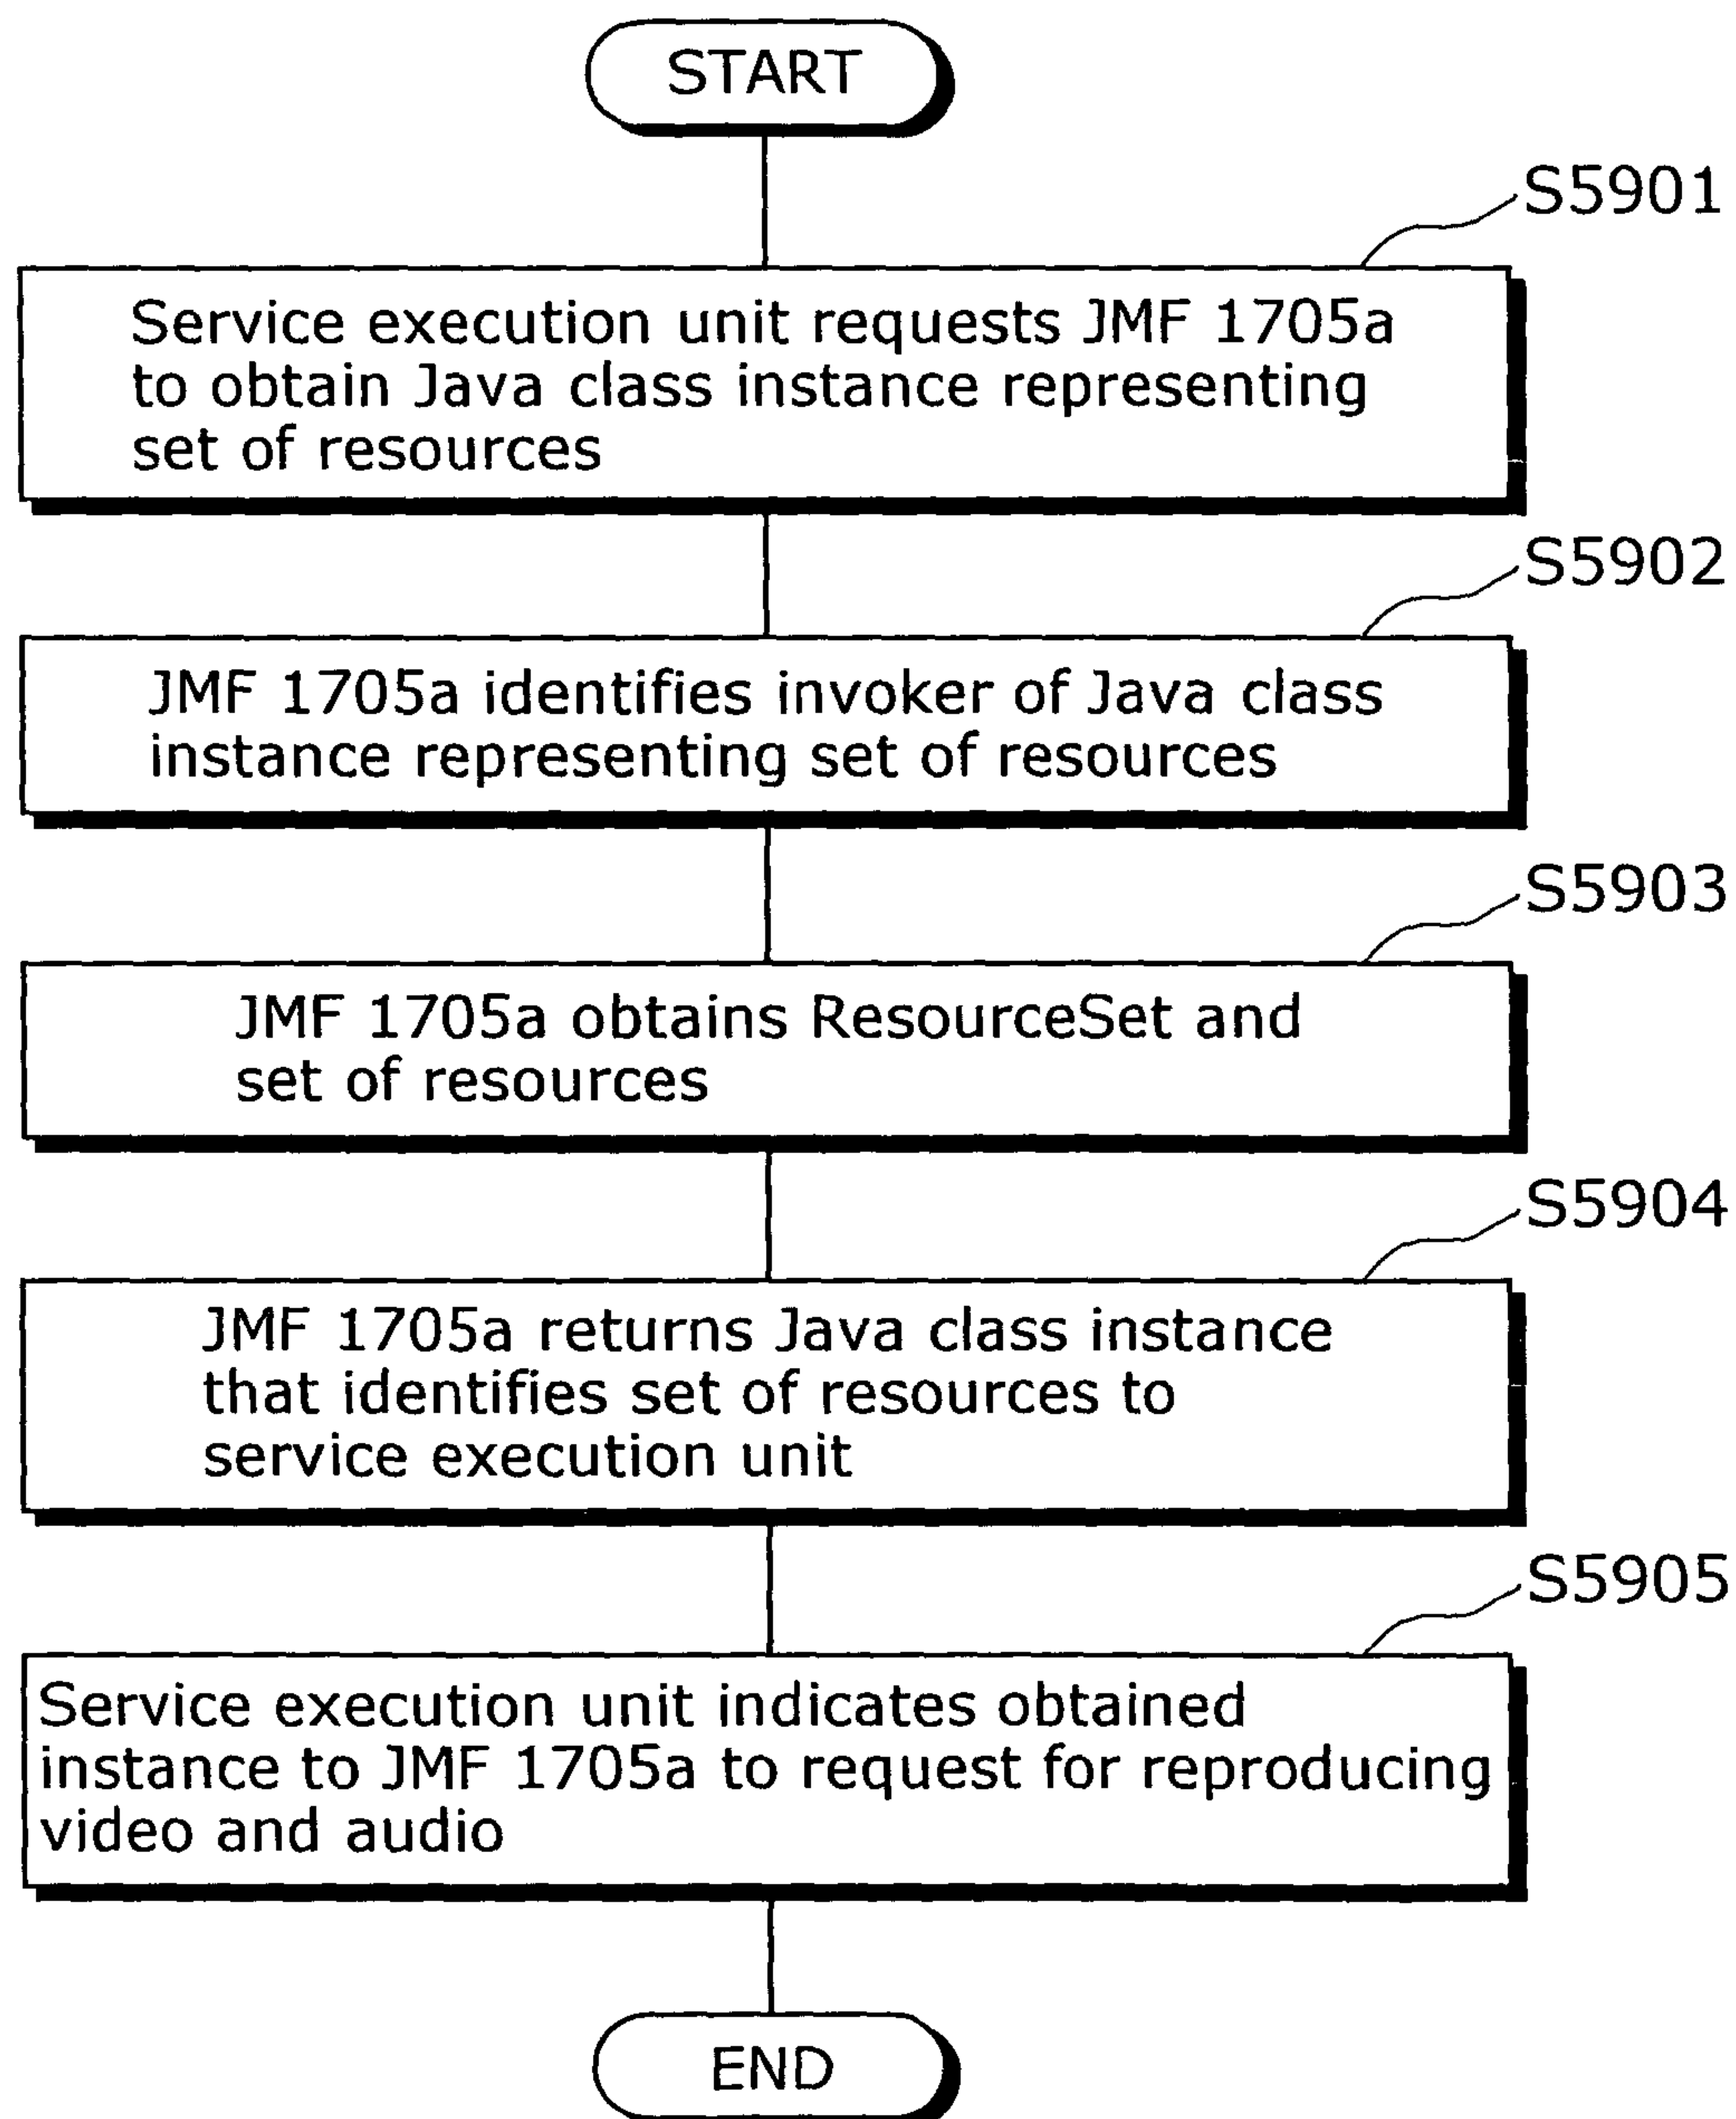 START
S5901
Service execution unit requests JMF 1705a
to obtain Java class instance representing
set of resources
S5902
JMF 1705a identifies invoker of Java class
instance representing set of resources
S5903
JMF 1705a obtains ResourceSet and
set of resources
S5904
JMF 1705a returns Java class instance
that identifies set of resources to
service execution unit
S5905
Service execution unit indicates obtained
instance to JMF 1705a to request for reproducing
video and audio
END